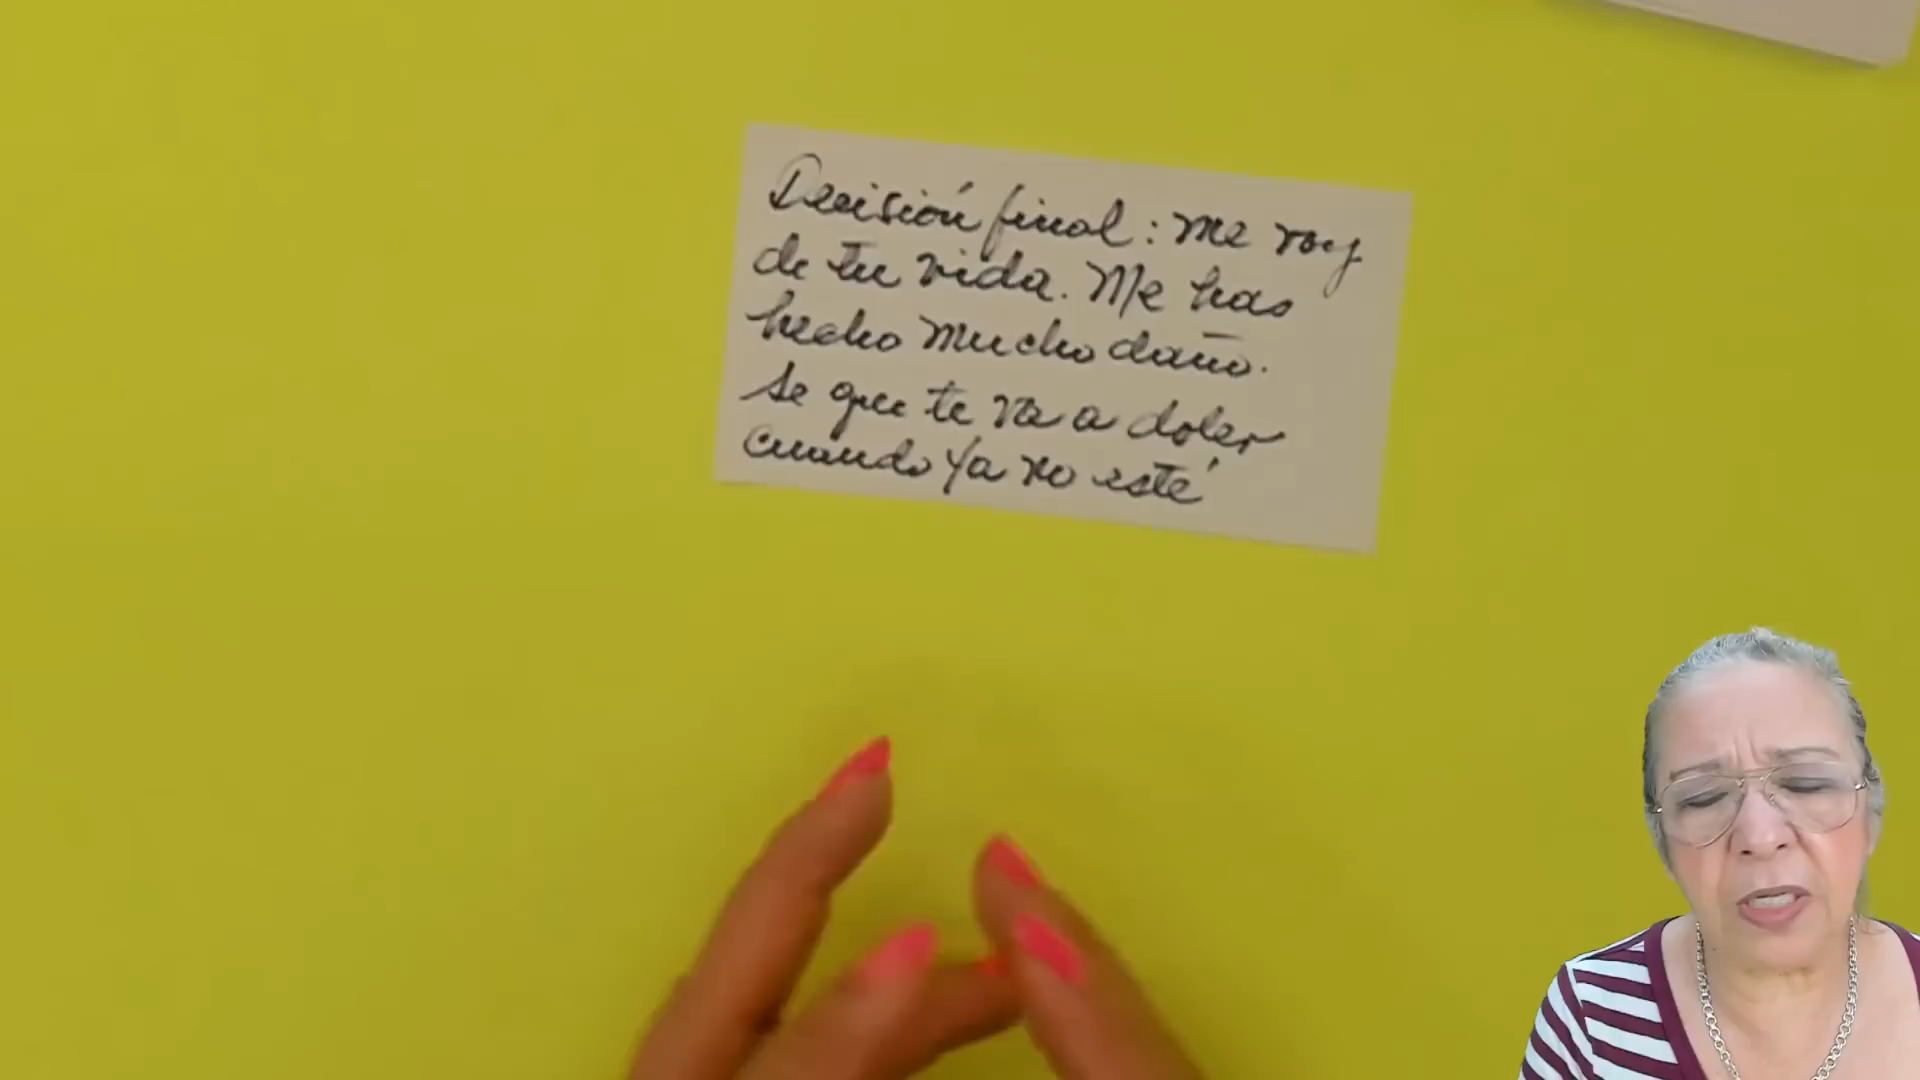 Decisión final: Me voy
de tu vida. Me has
hecho mucho daño.
Se que te va a doler
cuando ya no esté